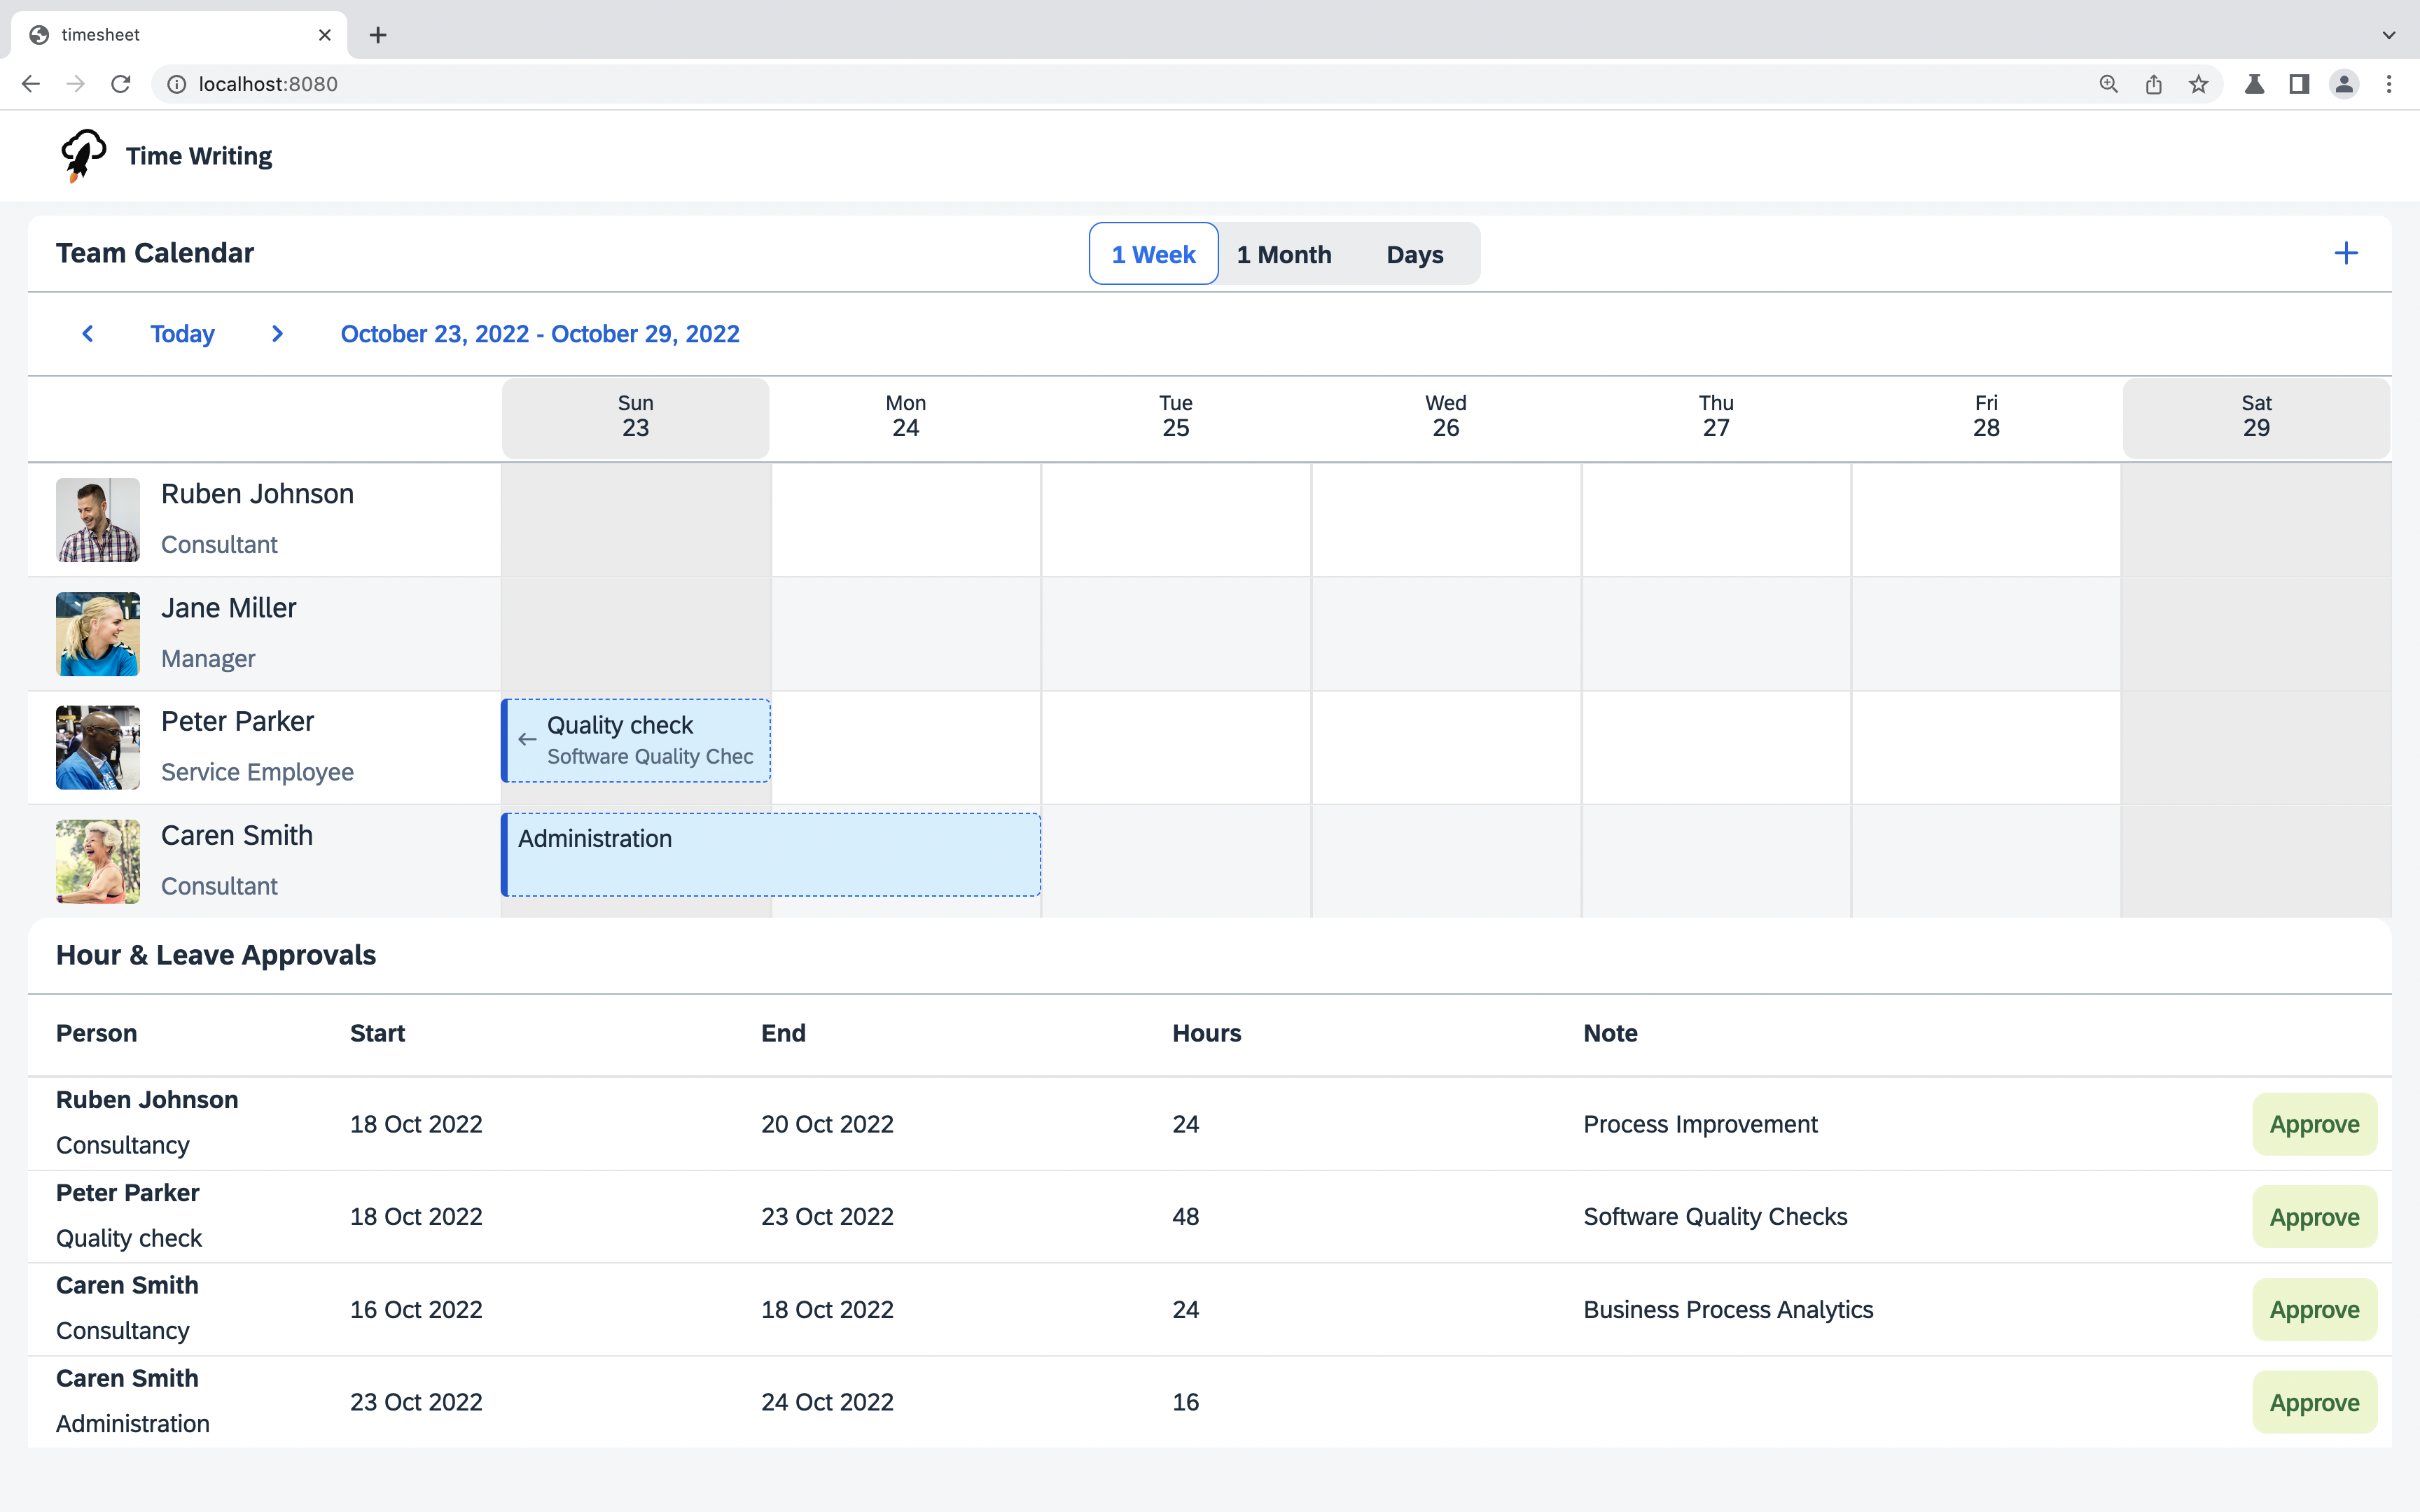 timesheet
localhost:8080
Time Writing
Team Calendar
1 Week 1 Month Days
Today October 23, 2022 - October 29, 2022
Sun Mon Tue Wed Thu Fri Sat
23 24 25 26 27 28 29
Ruben Johnson
Consultant
Jane Miller
Manager
Peter Parker
Service Employee
Quality check
Software Quality Chec
Caren Smith
Consultant
Administration
Hour & Leave Approvals
Person Start End Hours Note
Ruben Johnson
Consultancy
18 Oct 2022 20 Oct 2022 24 Process Improvement Approve
Peter Parker
Quality check
18 Oct 2022 23 Oct 2022 48 Software Quality Checks Approve
Caren Smith
Consultancy
16 Oct 2022 18 Oct 2022 24 Business Process Analytics Approve
Caren Smith
Administration
23 Oct 2022 24 Oct 2022 16 Approve